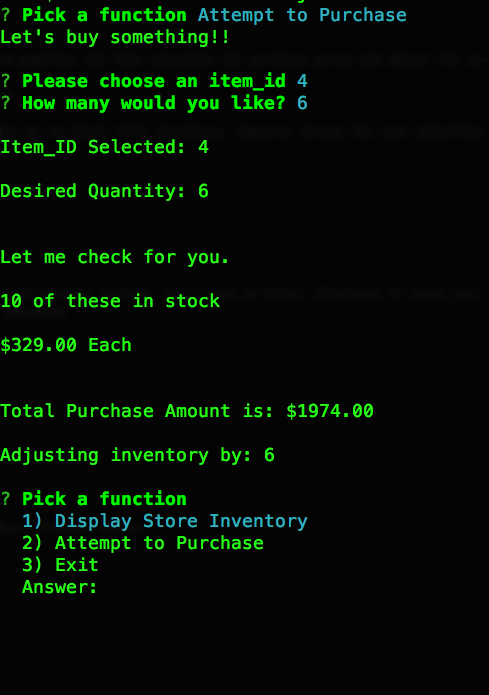 ? Pick a function Attempt to Purchase
Let's buy something!!
? Please choose an item_id 4
? How many would you like? 6
Item_ID Selected: 4
Desired Quantity: 6
Let me check for you.
10 of these in stock
$329.00 Each
Total Purchase Amount is: $1974.00
Adjusting inventory by: 6
? Pick a function
1) Display Store Inventory
2) Attempt to Purchase
3) Exit
Answer: